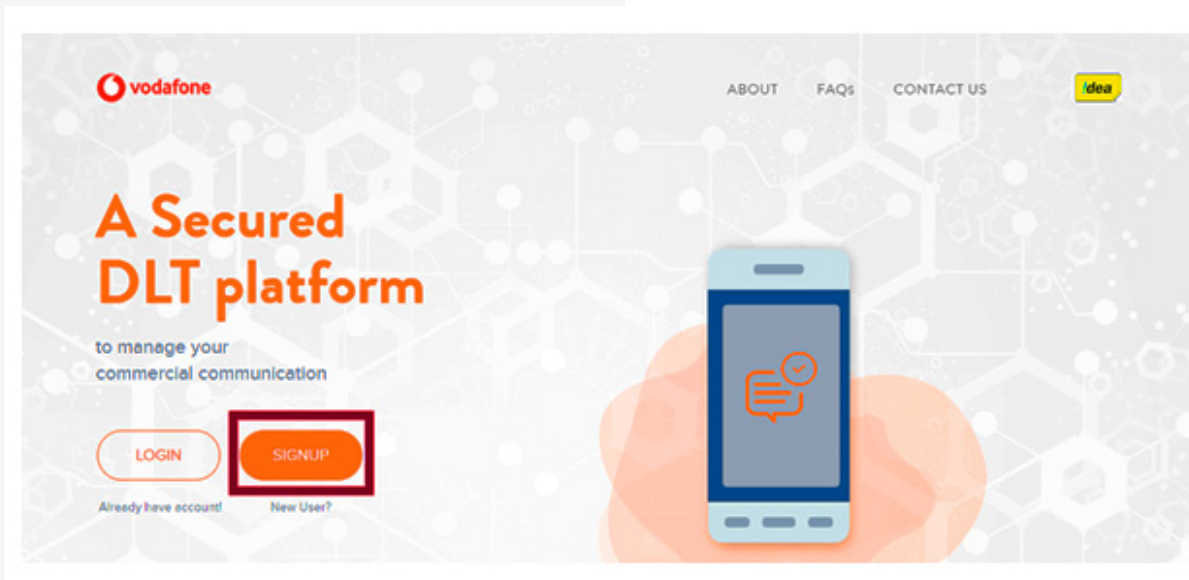 vodafone
ABOUT FAQs CONTACT US
!dea
A Secured
DLT platform
to manage your
commercial communication
LOGIN SIGNUP
Already have account! New User?